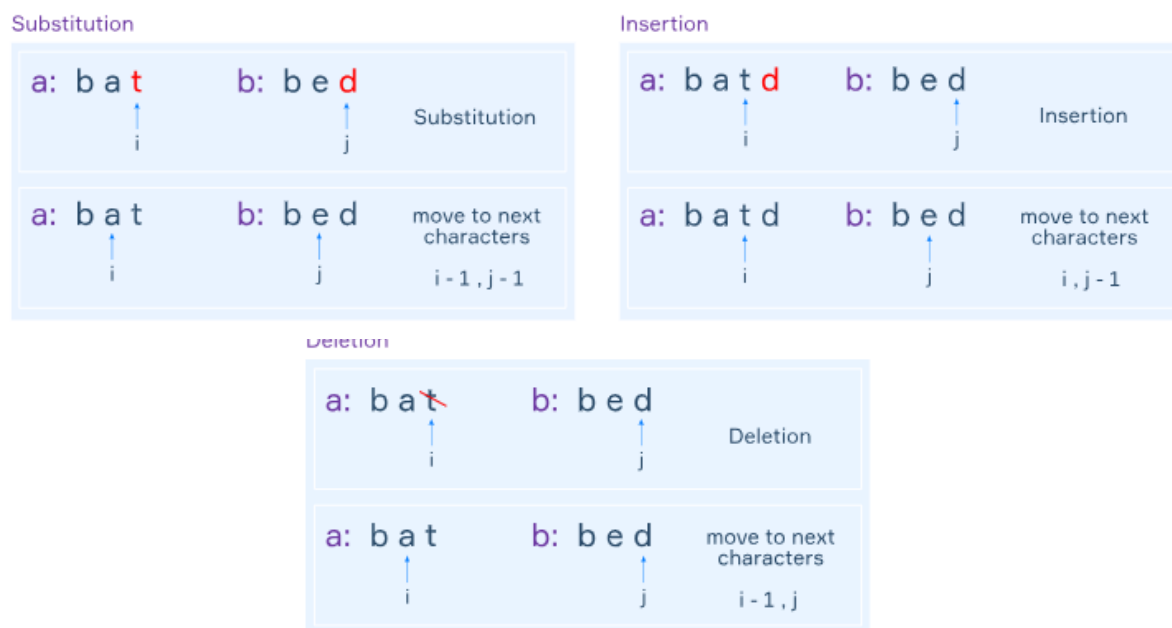 Substitution
a: b a t b: b e d
Substitution
i j
a: b a t b: b e d
move to next
characters
i j
i - 1 , j - 1
Insertion
a: b a t d b: b e d
Insertion
i j
a: b a t d b: b e d
move to next
characters
i j
i , j - 1
Deletion
a: b a t b: b e d
Deletion
i j
a: b a t b: b e d
move to next
characters
i j
i - 1 , j